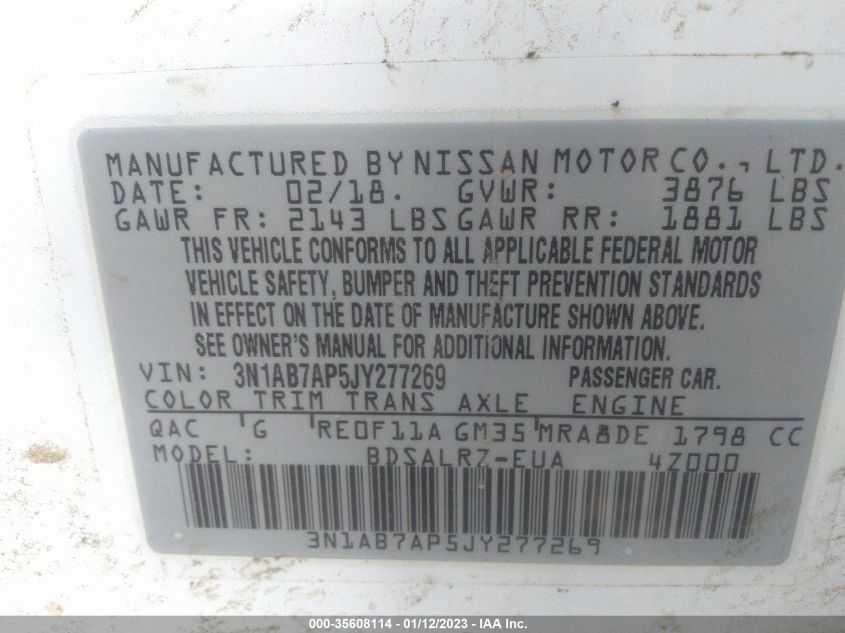 MANUFACTURED BY NISSAN MOTOR CO., LTD.
DATE: 02/18. GVWR: 3876 LBS
GAWR FR: 2143 LBS GAWR RR: 1881 LBS
THIS VEHICLE CONFORMS TO ALL APPLICABLE FEDERAL MOTOR
VEHICLE SAFETY, BUMPER AND THEFT PREVENTION STANDARDS
IN EFFECT ON THE DATE OF MANUFACTURE SHOWN ABOVE.
SEE OWNER'S MANUAL FOR ADDITIONAL INFORMATION.
VIN: 3N1AB7AP5JY277269 PASSENGER CAR.
COLOR TRIM TRANS AXLE ENGINE
QAC G RE0F11A GM35 MRA8DE 1798 CC
MODEL: BDSALRZ-EUA 4Z000
3N1AB7AP5JY277269
000-35608114 - 01/12/2023 - IAA Inc.